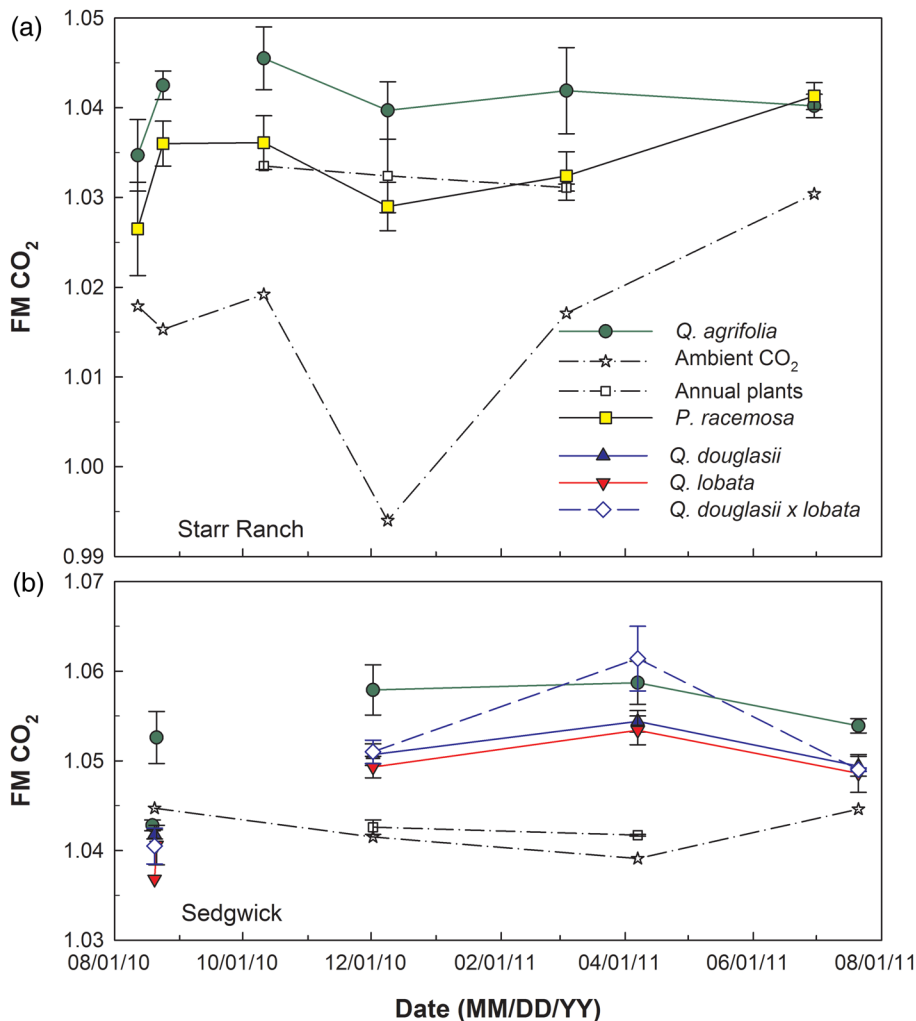 (a)
1.05
1.04
1.03
1.02
1.01
1.00
0.99
FM CO₂
Q. agrifolia
Ambient CO₂
Annual plants
P. racemosa
Q. douglasii
Q. lobata
Q. douglasii x lobata
Starr Ranch
(b)
1.07
1.06
1.05
1.04
1.03
FM CO₂
Sedgwick
08/01/10 10/01/10 12/01/10 02/01/11 04/01/11 06/01/11 08/01/11
Date (MM/DD/YY)